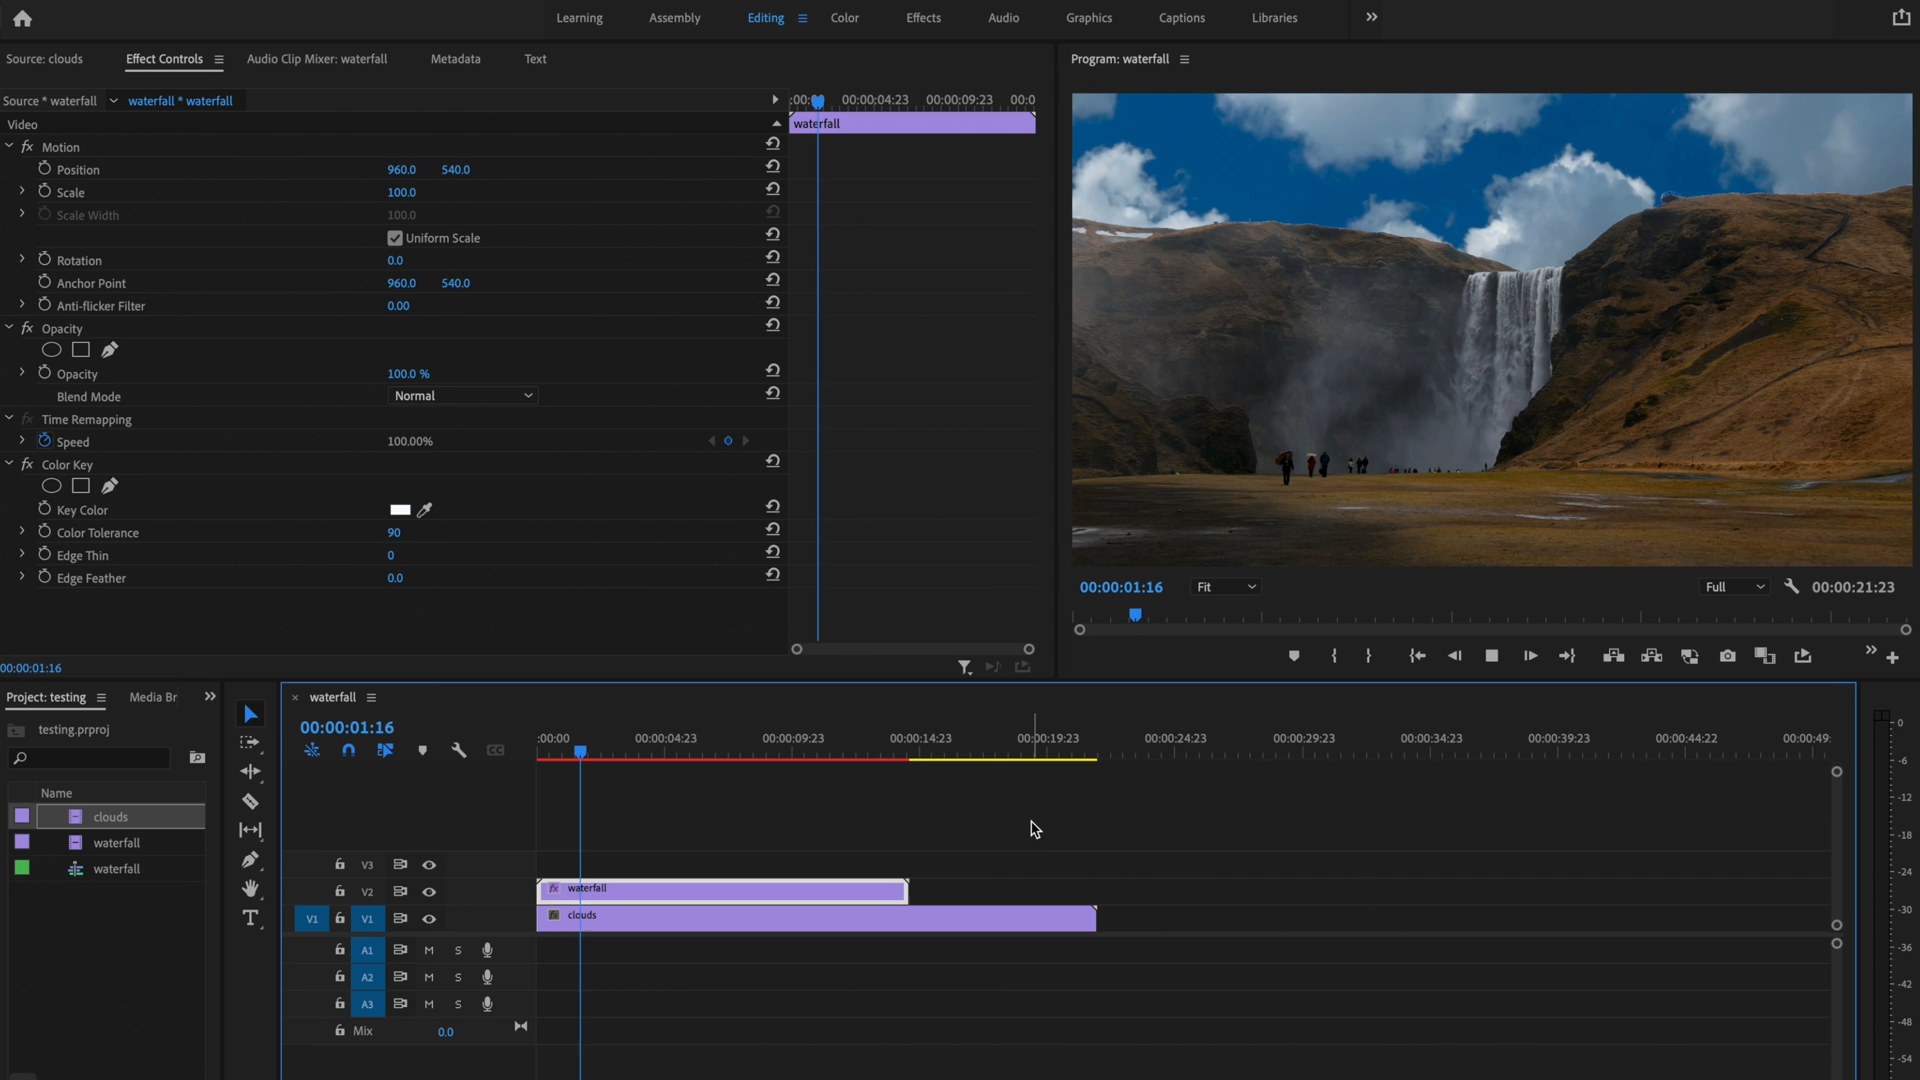 Learning Assembly Editing Color Effects Audio Graphics Captions Libraries
Source: clouds Effect Controls Audio Clip Mixer: waterfall Metadata Text
Program: waterfall
Source * waterfall waterfall * waterfall
:00:00 00:00:04:23 00:00:09:23 00:0
Video
waterfall
fx Motion
Position 960.0 540.0
Scale 100.0
Scale Width 100.0
Uniform Scale
Rotation 0.0
Anchor Point 960.0 540.0
Anti-flicker Filter 0.00
fx Opacity
Opacity 100.0 %
Blend Mode Normal
fx Time Remapping
Speed 100.00%
fx Color Key
Key Color
Color Tolerance 90
Edge Thin 0
Edge Feather 0.0
00:00:01:16 Fit Full 00:00:21:23
00:00:01:16
Project: testing Media Br
testing.prproj
Name
clouds
waterfall
waterfall
× waterfall
00:00:01:16
CC
:00:00 00:00:04:23 00:00:09:23 00:00:14:23 00:00:19:23 00:00:24:23 00:00:29:23 00:00:34:23 00:00:39:23 00:00:44:22 00:00:49:
V3
V2 fx waterfall
V1 V1 fx clouds
A1 M S
A2 M S
A3 M S
Mix 0.0
T
0
-6
-12
-18
-24
-30
-36
-42
-48
-54